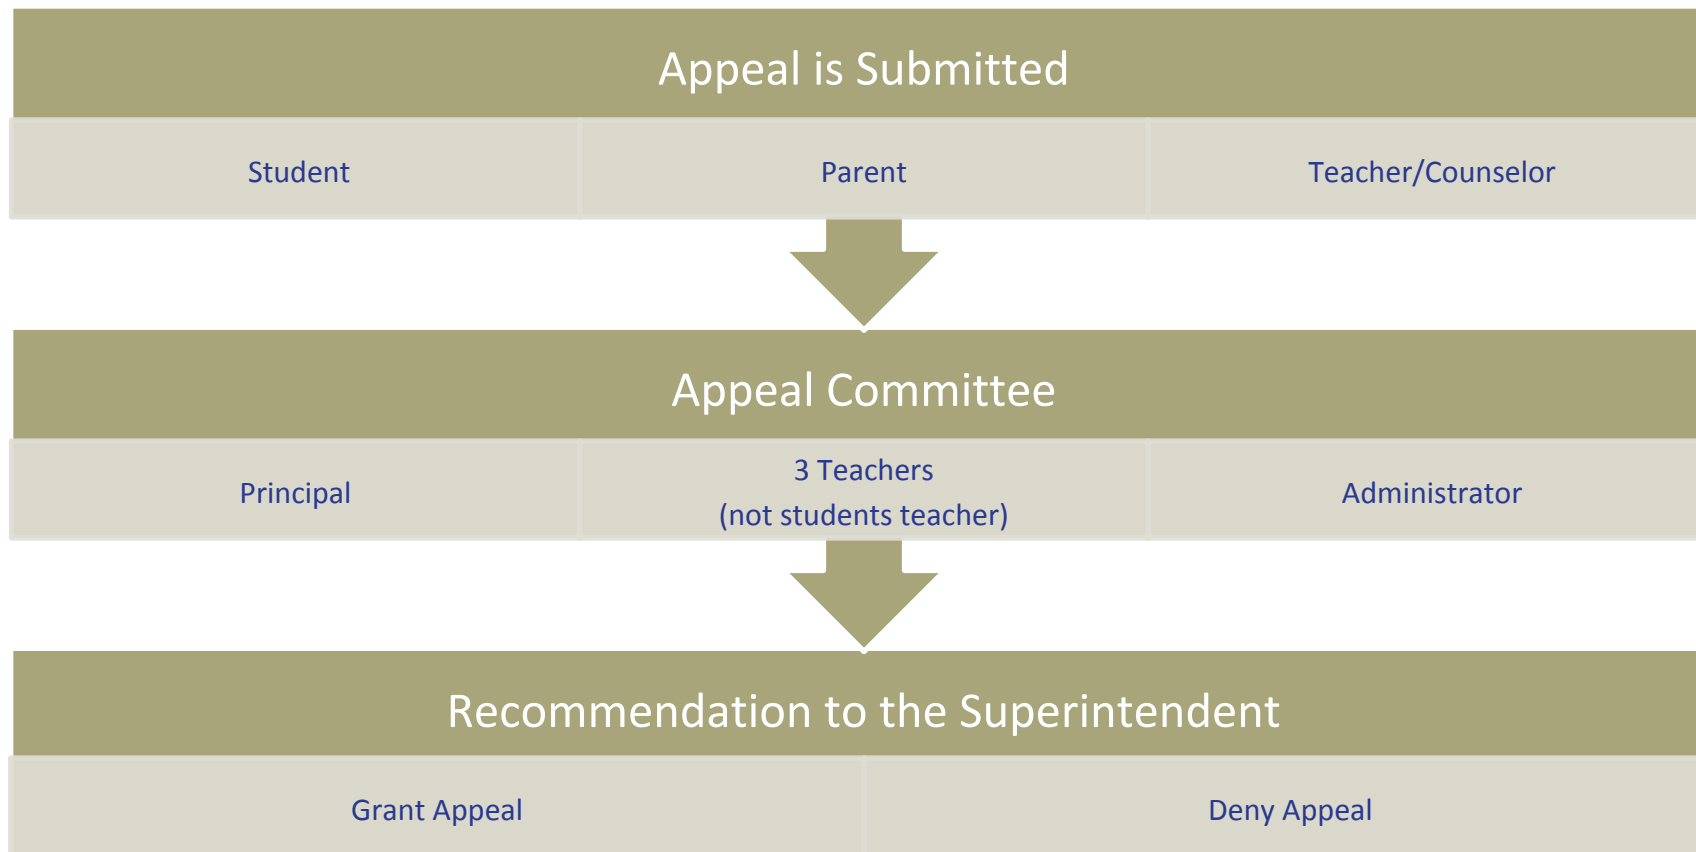 Appeal is Submitted
Student
Parent
Teacher/Counselor
Appeal Committee
Principal
3 Teachers
(not students teacher)
Administrator
Recommendation to the Superintendent
Grant Appeal
Deny Appeal